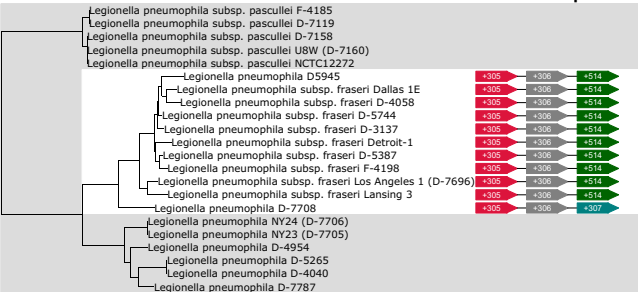 Legionella pneumophila subsp. pascullei F-4185
Legionella pneumophila subsp. pascullei D-7119
Legionella pneumophila subsp. pascullei D-7158
Legionella pneumophila subsp. pascullei U8W (D-7160)
Legionella pneumophila subsp. pascullei NCTC12272
Legionella pneumophila D5945 +305 +306 +514
Legionella pneumophila subsp. fraseri Dallas 1E +305 +306 +514
Legionella pneumophila subsp. fraseri D-4058 +305 +306 +514
Legionella pneumophila subsp. fraseri D-5744 +305 +306 +514
Legionella pneumophila subsp. fraseri D-3137 +305 +306 +514
Legionella pneumophila subsp. fraseri Detroit-1 +305 +306 +514
Legionella pneumophila subsp. fraseri D-5387 +305 +306 +514
Legionella pneumophila subsp. fraseri F-4198 +305 +306 +514
Legionella pneumophila subsp. fraseri Los Angeles 1 (D-7696) +305 +306 +514
Legionella pneumophila subsp. fraseri Lansing 3 +305 +306 +514
Legionella pneumophila D-7708 +305 +306 +307
Legionella pneumophila NY24 (D-7706)
Legionella pneumophila NY23 (D-7705)
Legionella pneumophila D-4954
Legionella pneumophila D-5265
Legionella pneumophila D-4040
Legionella pneumophila D-7787